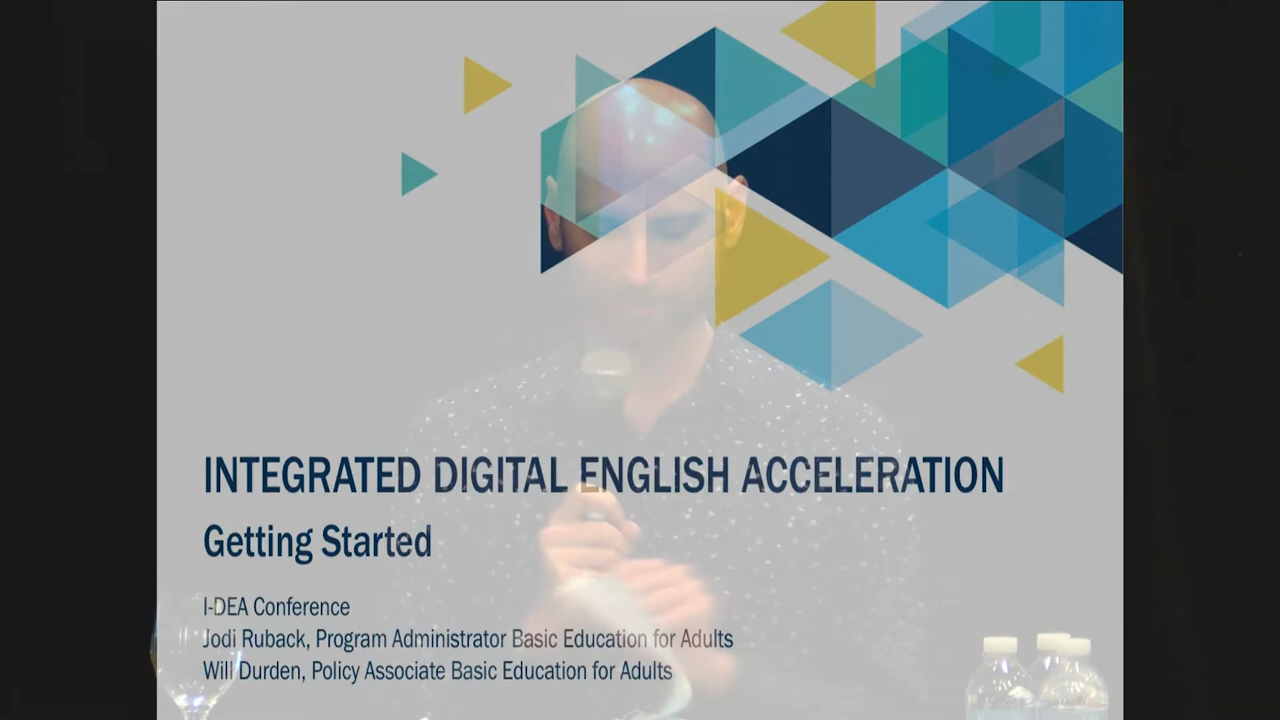 INTEGRATED DIGITAL ENGLISH ACCELERATION
Getting Started
I-DEA Conference
Jodi Ruback, Program Administrator Basic Education for Adults
Will Durden, Policy Associate Basic Education for Adults